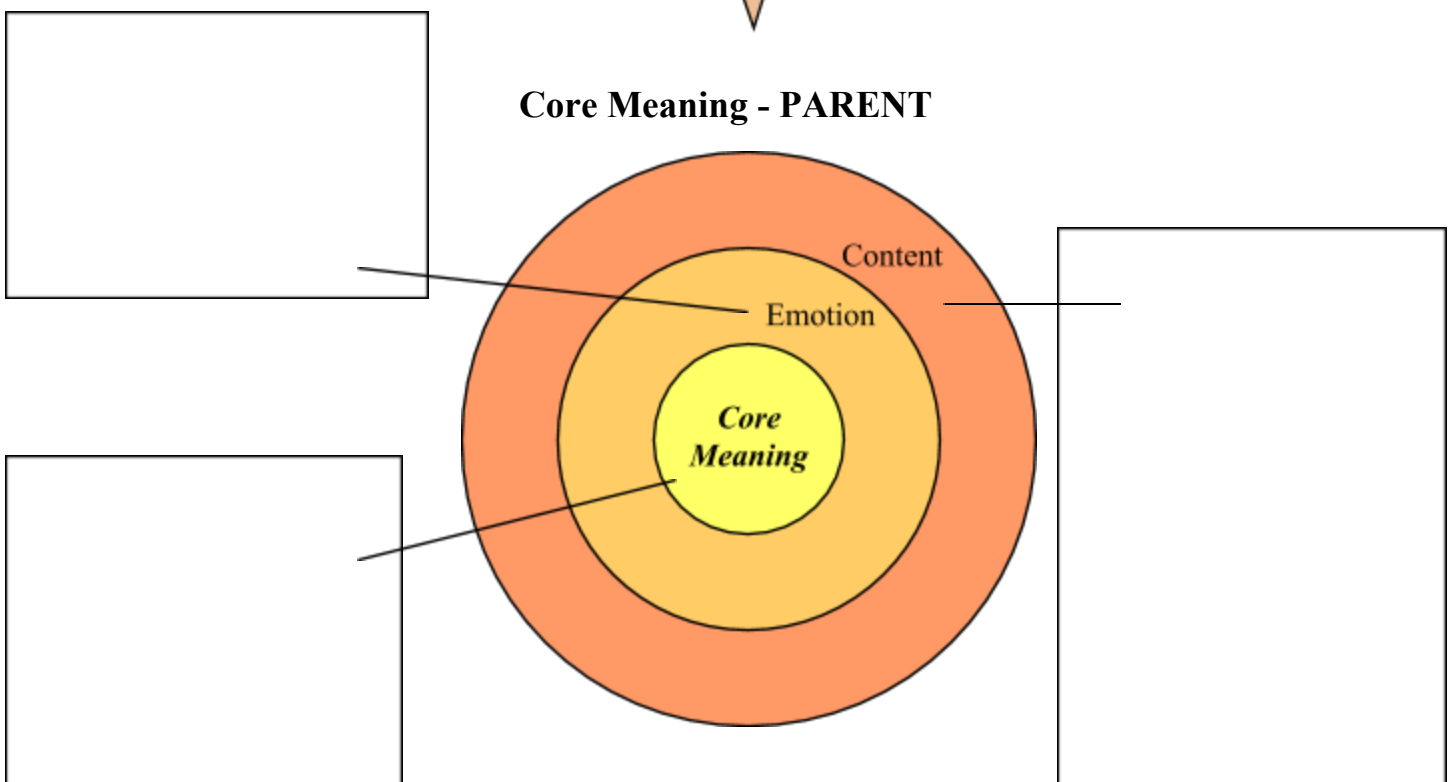 Core Meaning - PARENT
Content
Emotion
Core
Meaning